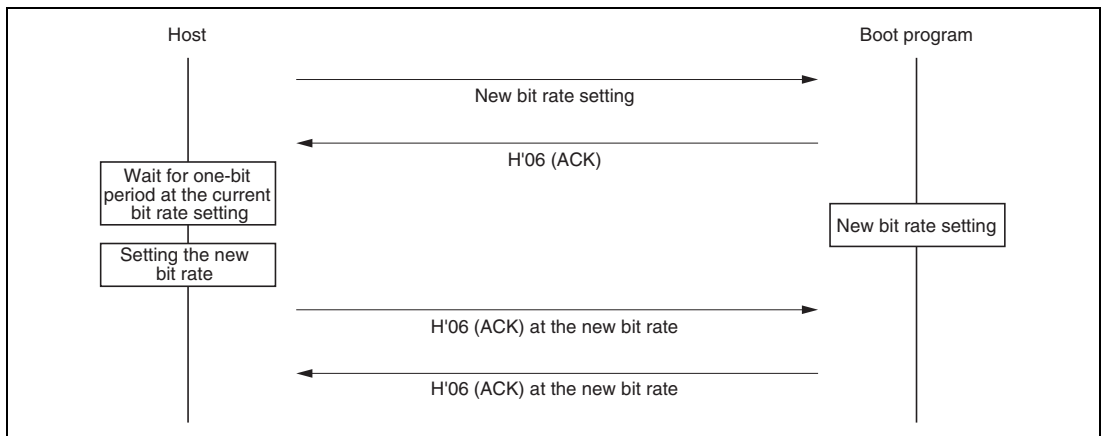 Host
Boot program
New bit rate setting
H'06 (ACK)
Wait for one-bit
period at the current
bit rate setting
New bit rate setting
Setting the new
bit rate
H'06 (ACK) at the new bit rate
H'06 (ACK) at the new bit rate